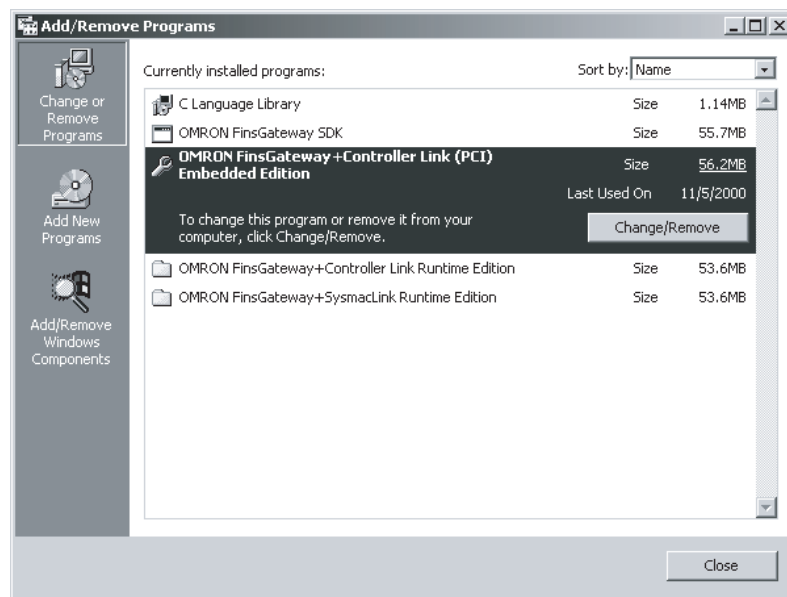 Add/Remove Programs
Change or
Remove
Programs
Add New
Programs
Add/Remove
Windows
Components
Currently installed programs:
Sort by: Name
C Language Library Size 1.14MB
OMRON FinsGateway SDK Size 55.7MB
OMRON FinsGateway+Controller Link (PCI)
Embedded Edition
Size 56.2MB
Last Used On 11/5/2000
To change this program or remove it from your
computer, click Change/Remove.
Change/Remove
OMRON FinsGateway+Controller Link Runtime Edition Size 53.6MB
OMRON FinsGateway+SysmacLink Runtime Edition Size 53.6MB
Close